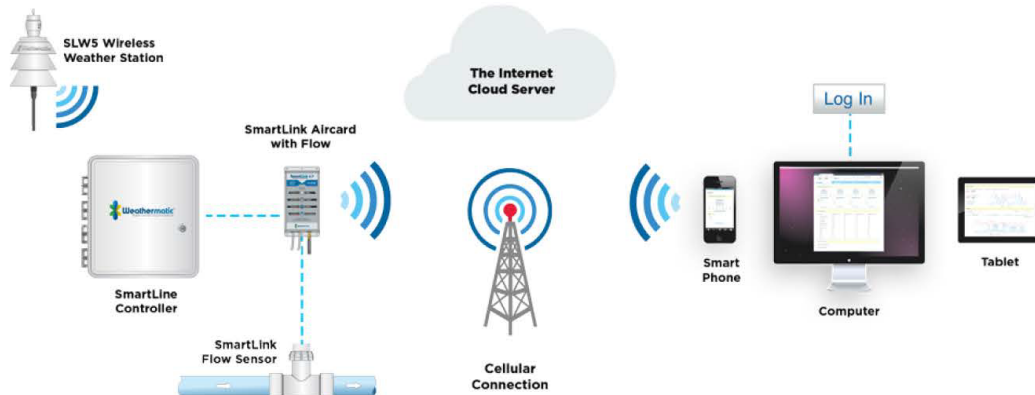 SLW5 Wireless
Weather Station
The Internet
Cloud Server
Log In
SmartLink Aircard
with Flow
Weathermatic
SmartLine
Controller
SmartLink
Flow Sensor
Cellular
Connection
Smart
Phone
Computer
Tablet